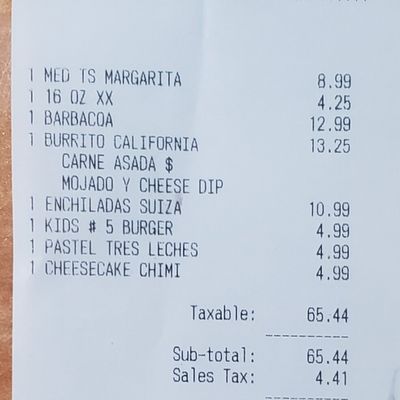 1 MED TS MARGARITA 8.99
1 16 OZ XX 4.25
1 BARBACOA 12.99
1 BURRITO CALIFORNIA 13.25
CARNE ASADA $
MOJADO Y CHEESE DIP
1 ENCHILADAS SUIZA 10.99
1 KIDS # 5 BURGER 4.99
1 PASTEL TRES LECHES 4.99
1 CHEESECAKE CHIMI 4.99
Taxable: 65.44
----------
Sub-total: 65.44
Sales Tax: 4.41
----------